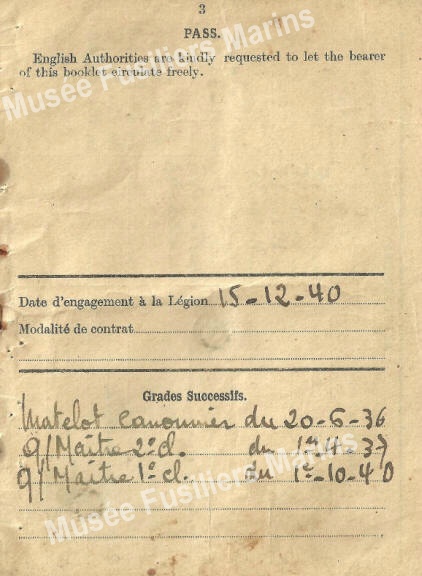 3
PASS.
English Authorities are kindly requested to let the bearer
of this booklet circulate freely.
Musée Fusiliers Marins
Date d'engagement à la Légion 15-12-40
Modalité de contrat
Grades Successifs.
Matelot canonnier du 20-6-36
Q/Maître 2e cl. du 1er-4-37
Q/Maître 1e cl. du 1er-10-40
Musée Fusiliers Marins